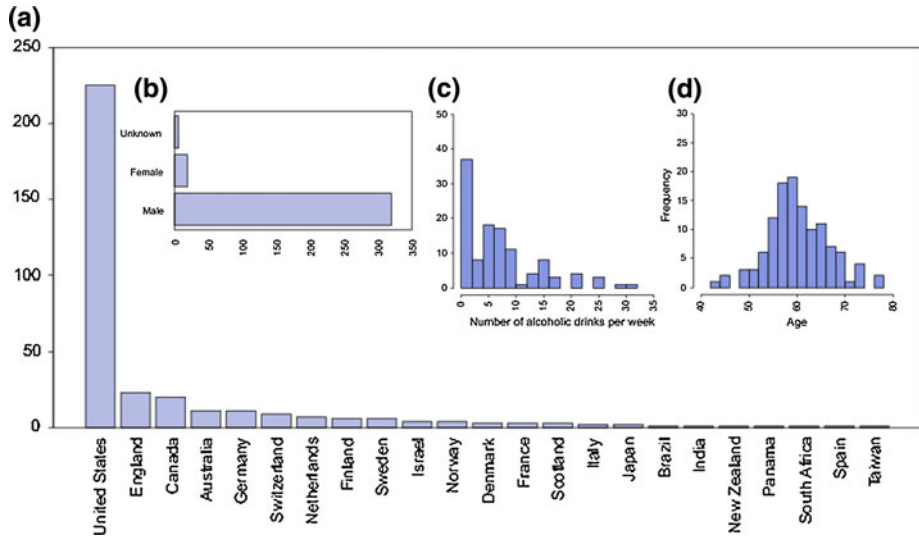 (a)
250
200
150
100
50
0
United States
England
Canada
Australia
Germany
Switzerland
Netherlands
Finland
Sweden
Israel
Norway
Denmark
France
Scotland
Italy
Japan
Brazil
India
New Zealand
Panama
South Africa
Spain
Taiwan
(b)
Unknown
Female
Male
0
50
100
150
200
250
300
350
(c)
50
40
30
20
10
0
0 5 10 15 20 25 30 35
Number of alcoholic drinks per week
(d)
Frequency
30
25
20
15
10
5
0
40 50 60 70 80
Age